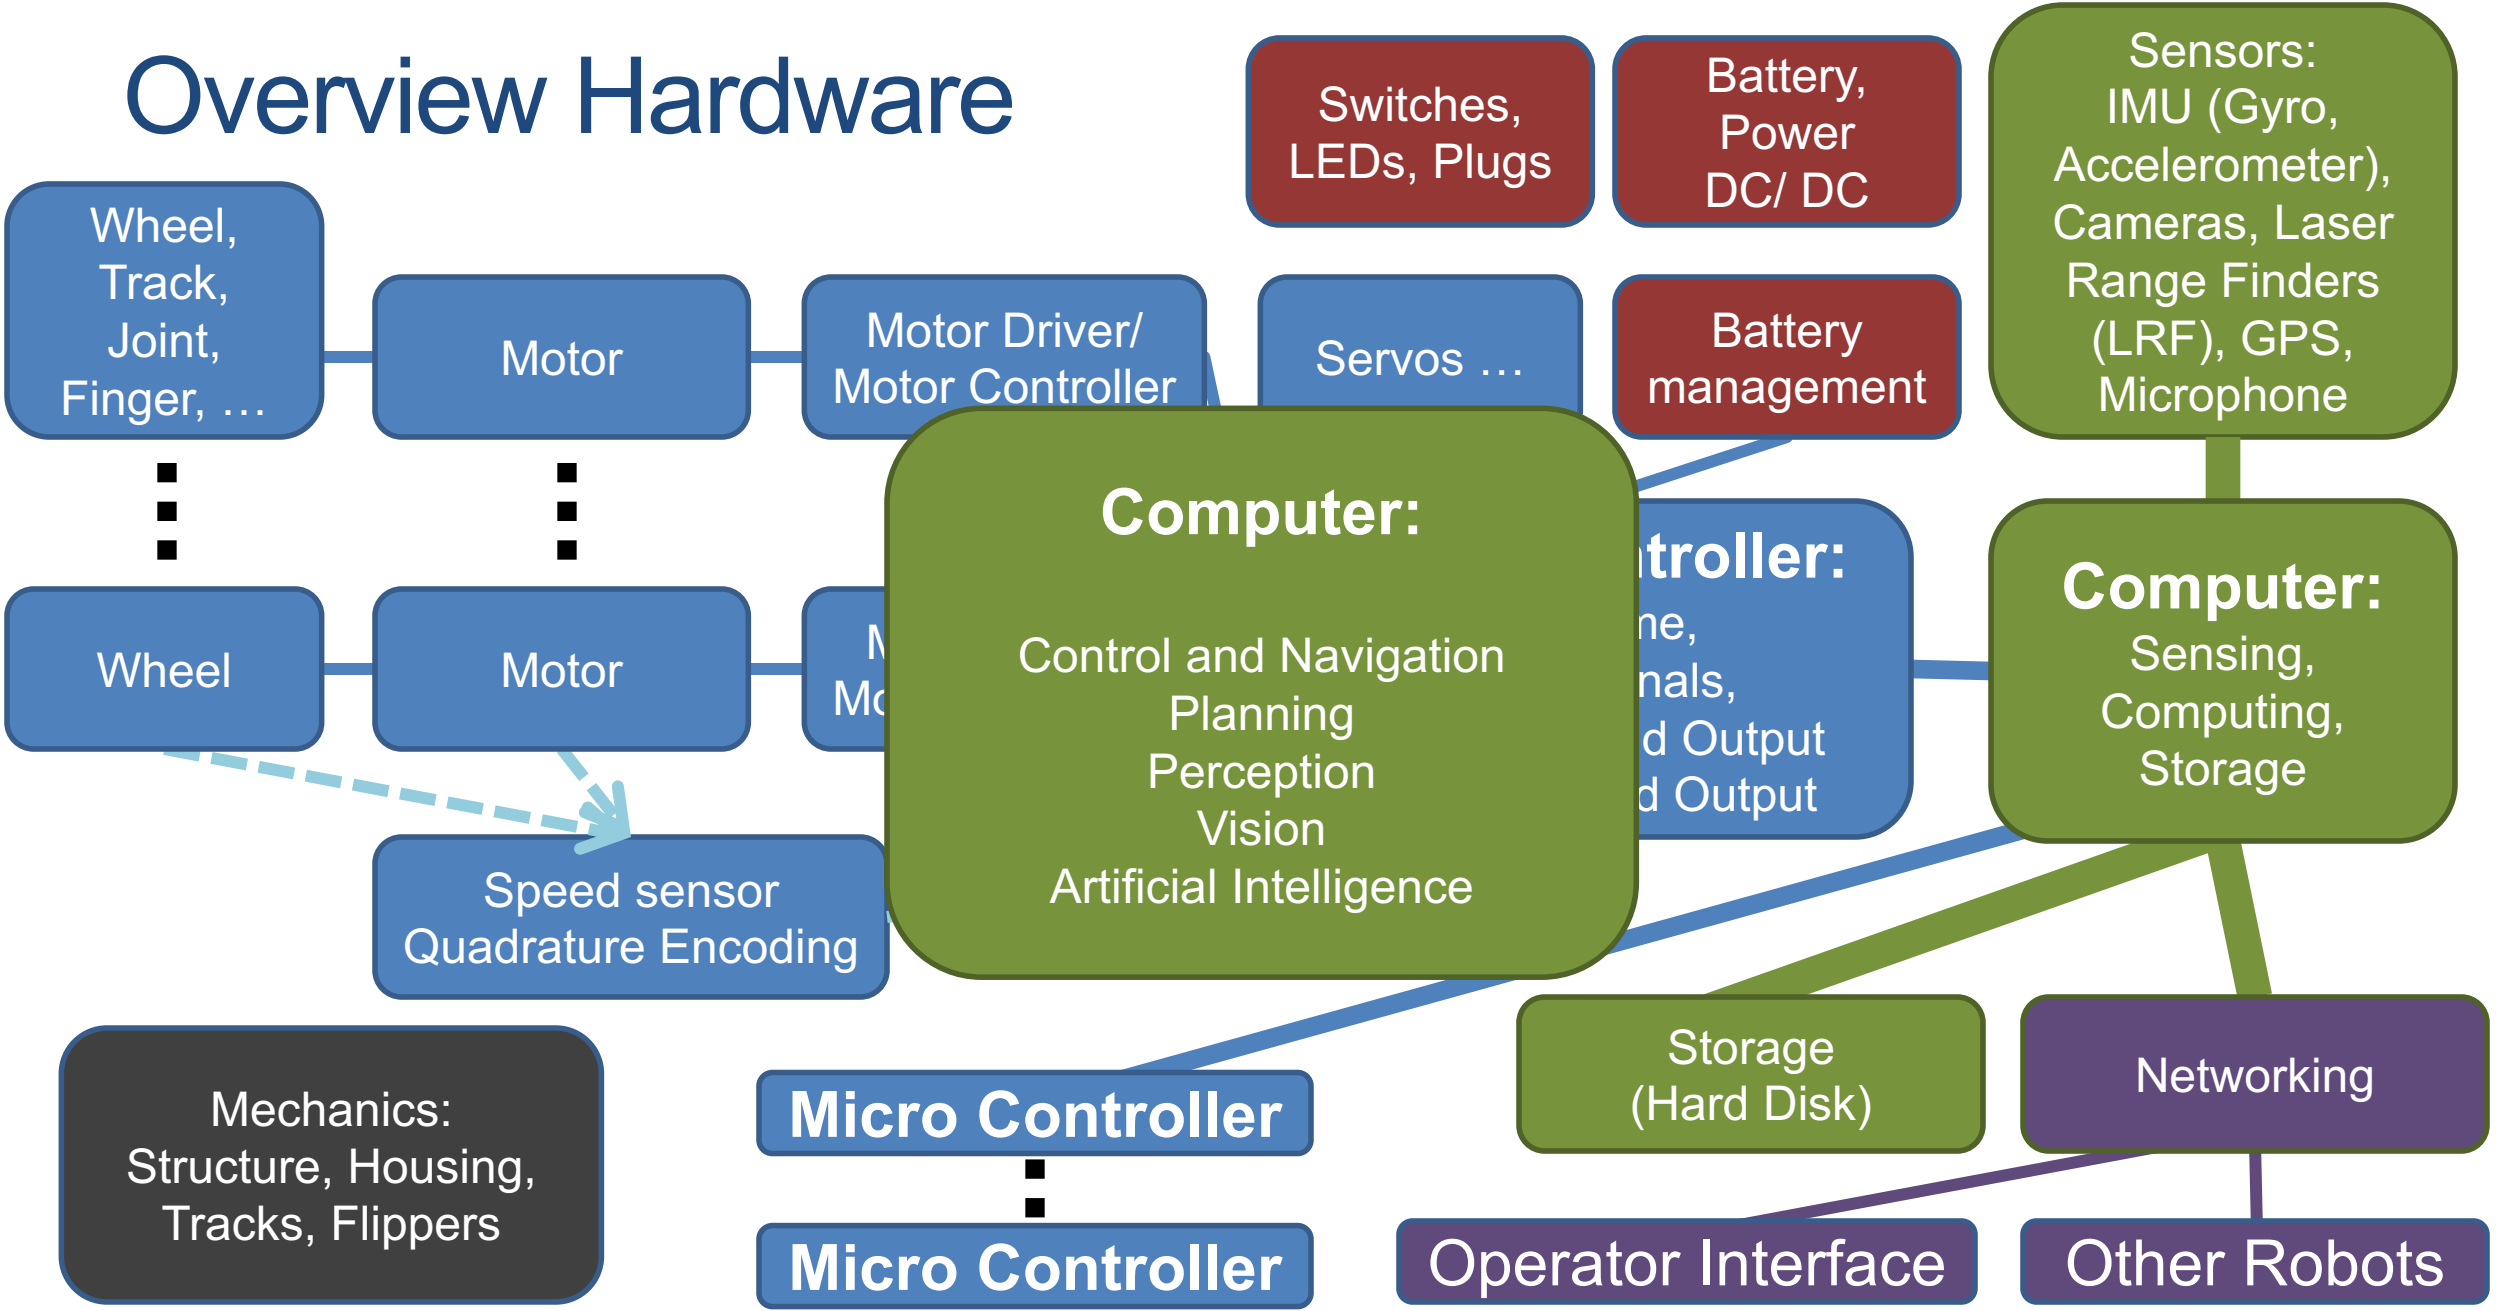 Overview Hardware
Switches,
LEDs, Plugs
Battery,
Power
DC/ DC
Sensors:
IMU (Gyro,
Accelerometer),
Cameras, Laser
Range Finders
(LRF), GPS,
Microphone
Wheel,
Track,
Joint,
Finger, …
Motor
Motor Driver/
Motor Controller
Servos …
Battery
management
Computer:
Control and Navigation
Planning
Perception
Vision
Artificial Intelligence
Output
Output
Computer:
Sensing,
Computing,
Storage
Wheel
Motor
Speed sensor
Quadrature Encoding
Mechanics:
Structure, Housing,
Tracks, Flippers
Micro Controller
Micro Controller
Storage
(Hard Disk)
Networking
Operator Interface
Other Robots